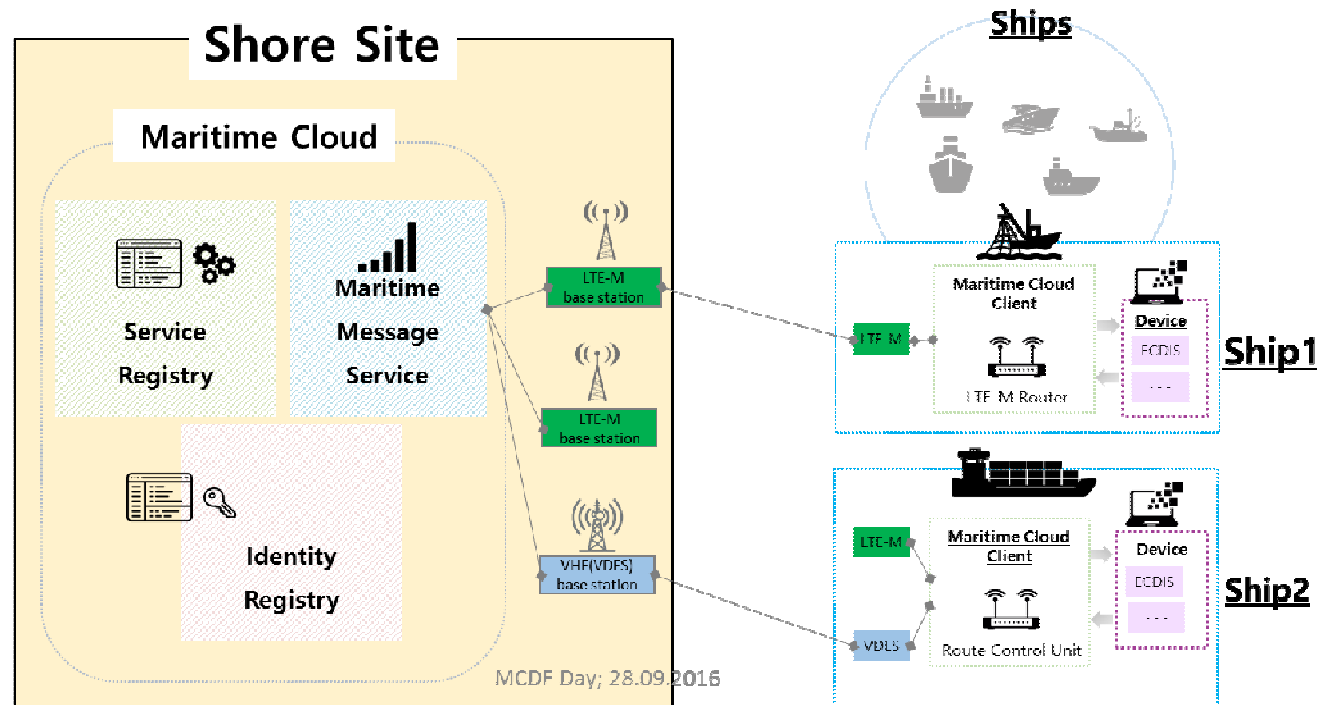 Shore Site
Maritime Cloud
Service
Registry
Maritime
Message
Service
Identity
Registry
LTE-M
base station
LTE-M
base station
VHF(VDES)
base station
MCDF Day; 28.09.2016
Ships
LTE-M
Maritime Cloud
Client
LTE-M Router
Device
ECDIS
...
Ship1
LTE-M
VDES
Maritime Cloud
Client
Route Control Unit
Device
ECDIS
...
Ship2